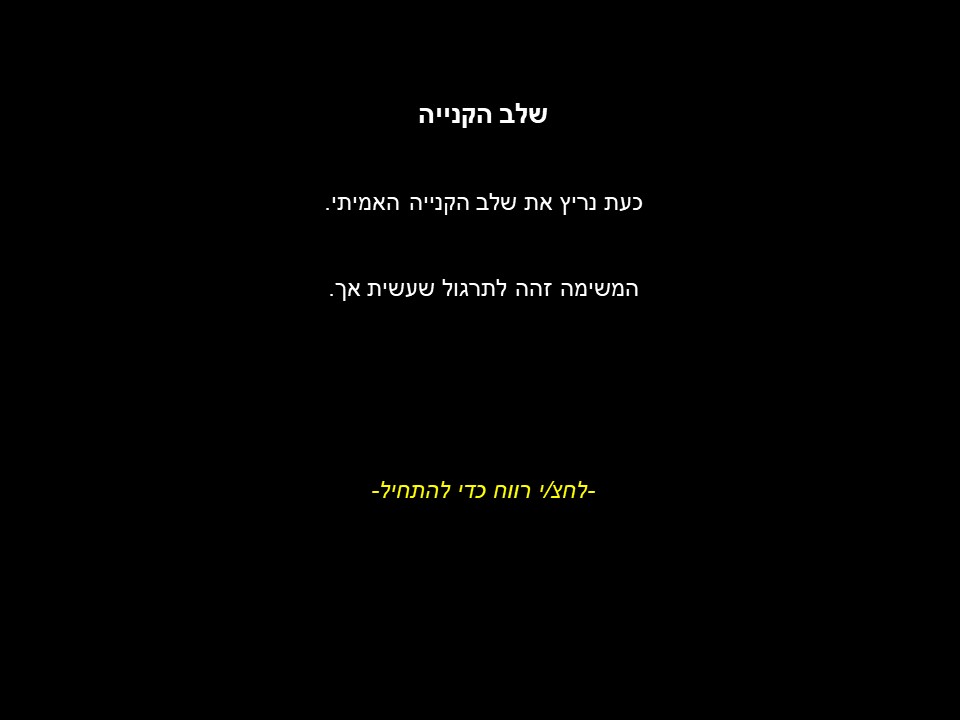 שלב הקנייה
כעת נריץ את שלב הקנייה האמיתי.
המשימה זהה לתרגול שעשית אך.
-לחצ/י רווח כדי להתחיל-